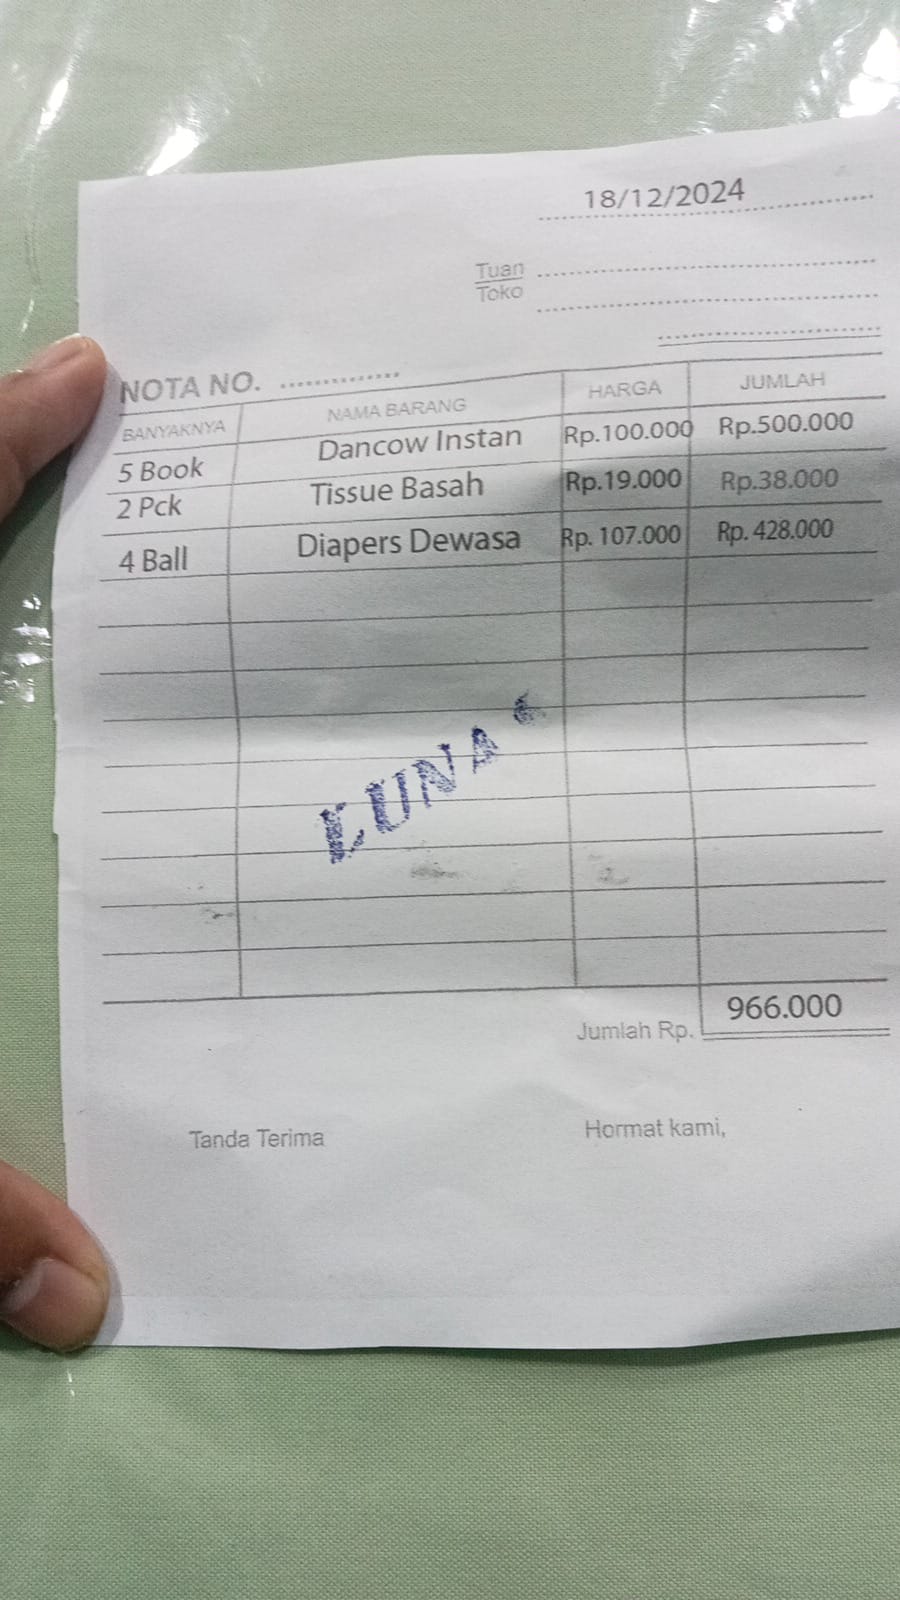 18/12/2024
Tuan
Toko
NOTA NO. ..............
BANYAKNYA NAMA BARANG HARGA JUMLAH
5 Book Dancow Instan Rp.100.000 Rp.500.000
2 Pck Tissue Basah Rp.19.000 Rp.38.000
4 Ball Diapers Dewasa Rp. 107.000 Rp. 428.000
Jumlah Rp. 966.000
Tanda Terima Hormat kami,